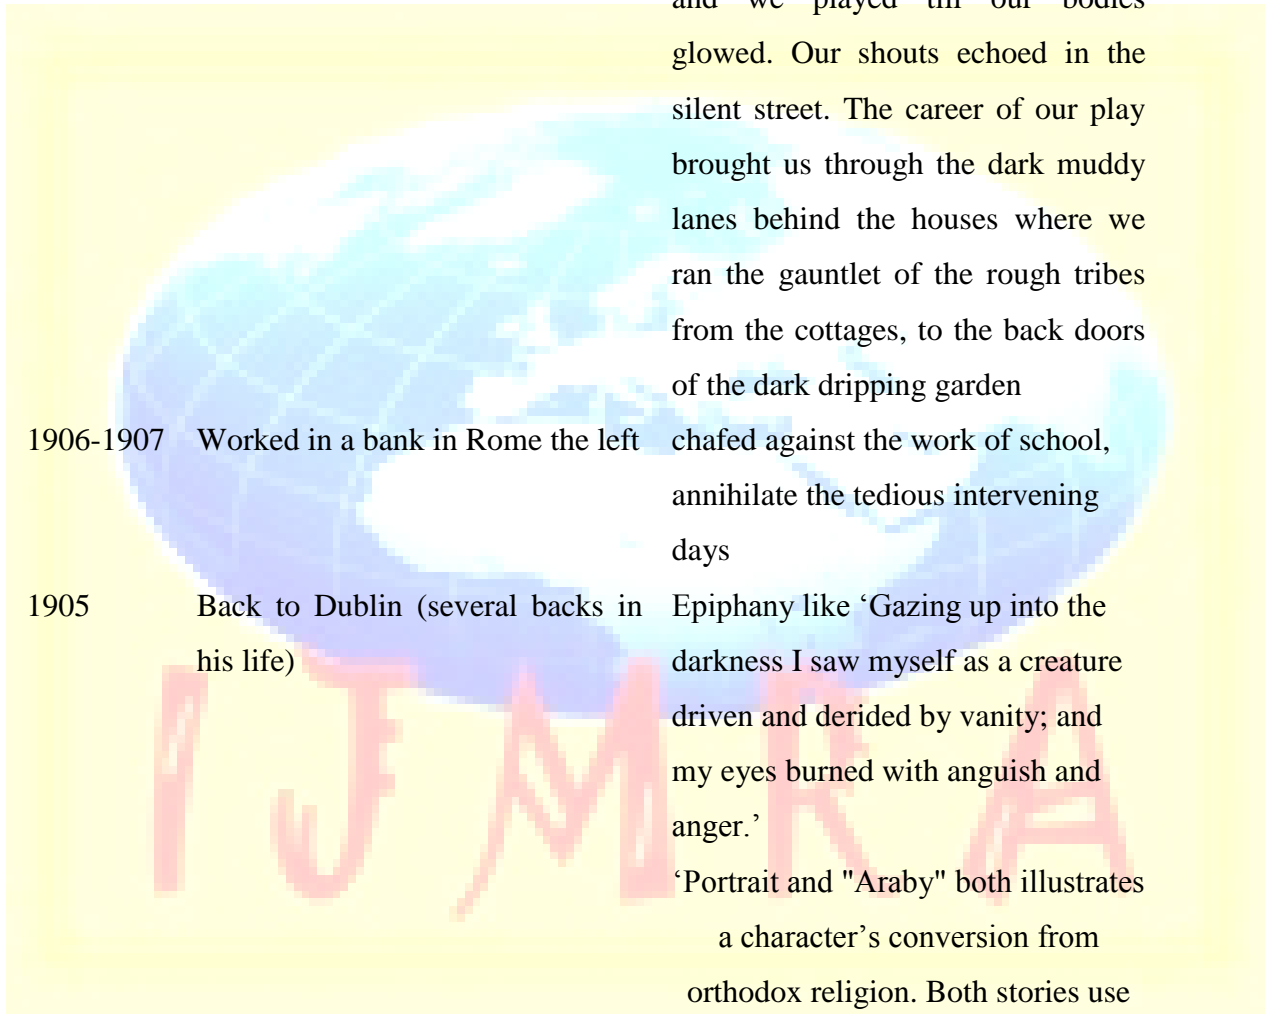 and we played till our bodies
glowed. Our shouts echoed in the
silent street. The career of our play
brought us through the dark muddy
lanes behind the houses where we
ran the gauntlet of the rough tribes
from the cottages, to the back doors
of the dark dripping garden
1906-1907 Worked in a bank in Rome the left chafed against the work of school,
annihilate the tedious intervening
days
1905 Back to Dublin (several backs in Epiphany like ‘Gazing up into the
his life) darkness I saw myself as a creature
driven and derided by vanity; and
my eyes burned with anguish and
anger.’
‘Portrait and "Araby" both illustrates
a character’s conversion from
orthodox religion. Both stories use
IJMRA